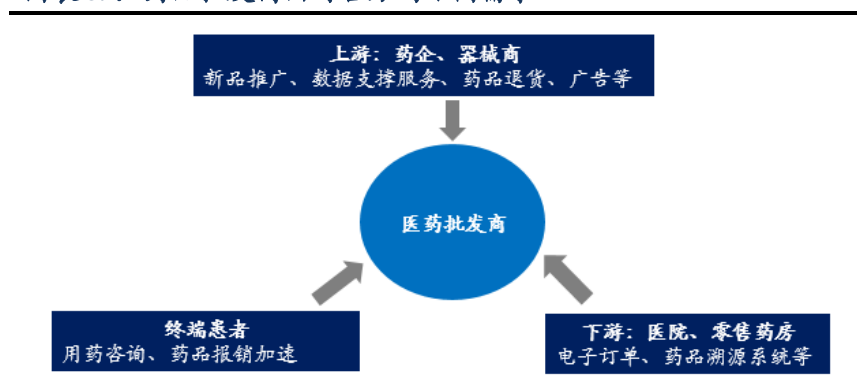 上游：药企、器械商
新品推广、数据支撑服务、药品退货、广告等
医药批发商
终端患者
用药咨询、药品报销加速
下游：医院、零售药房
电子订单、药品溯源系统等